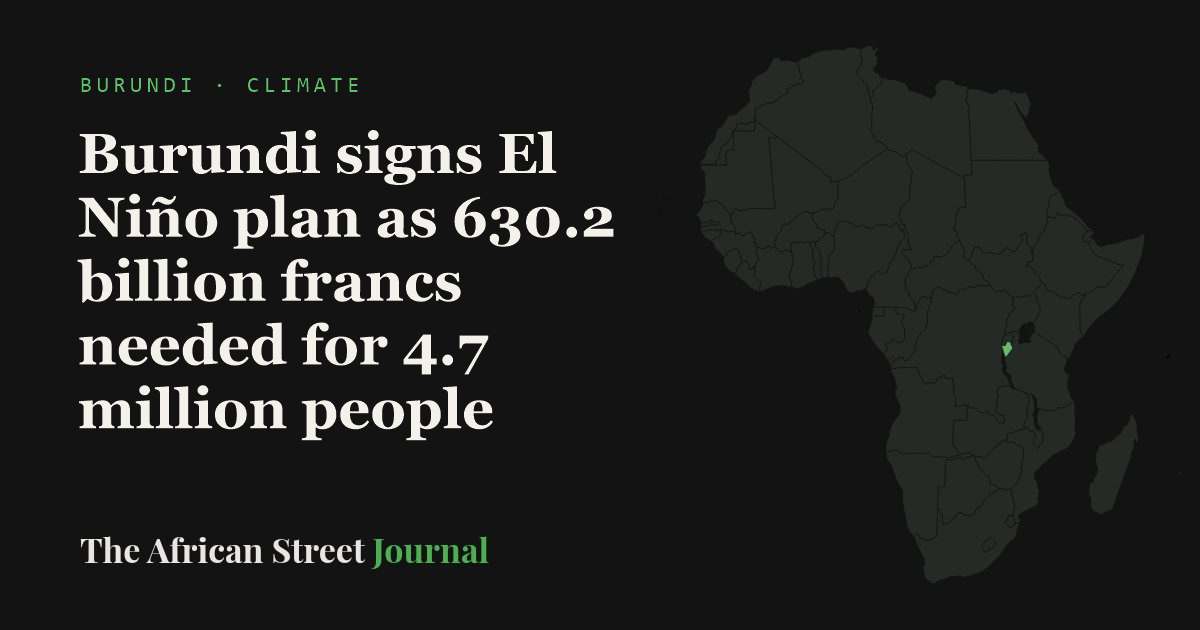 BURUNDI · CLIMATE
Burundi signs El
Niño plan as 630.2
billion francs
needed for 4.7
million people
The African Street Journal